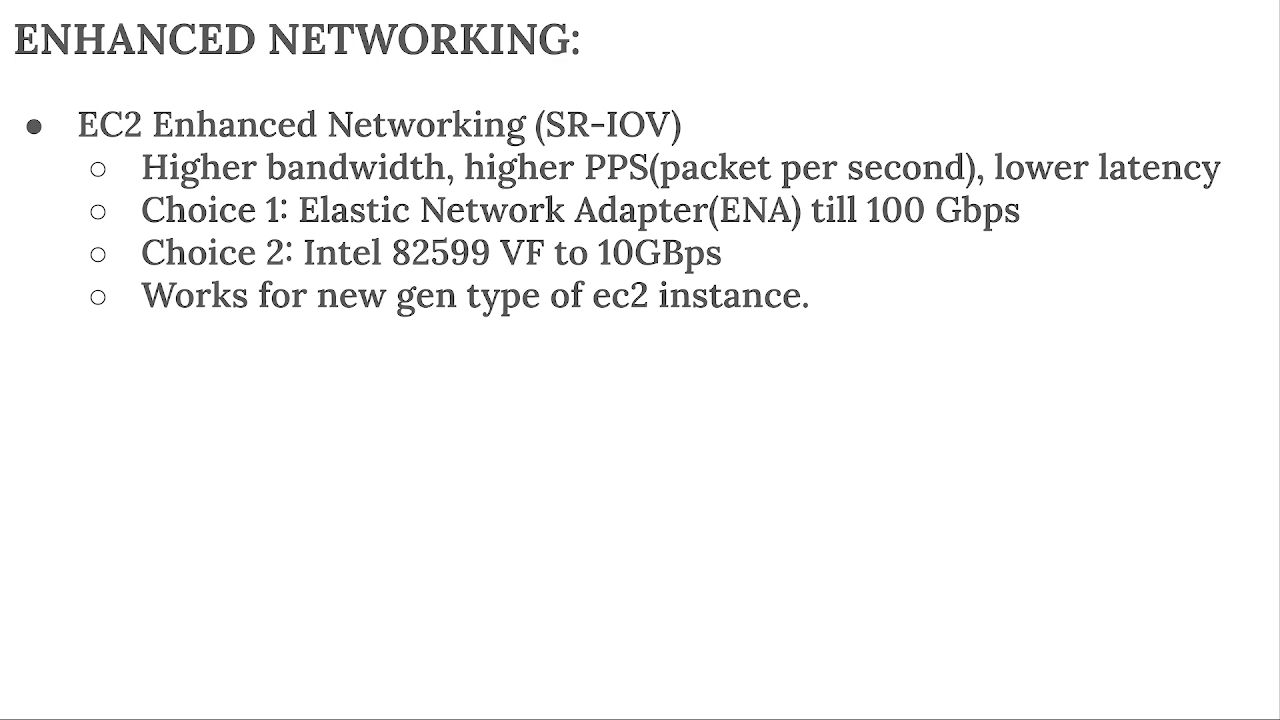 ENHANCED NETWORKING:
● EC2 Enhanced Networking (SR-IOV)
○ Higher bandwidth, higher PPS(packet per second), lower latency
○ Choice 1: Elastic Network Adapter(ENA) till 100 Gbps
○ Choice 2: Intel 82599 VF to 10GBps
○ Works for new gen type of ec2 instance.